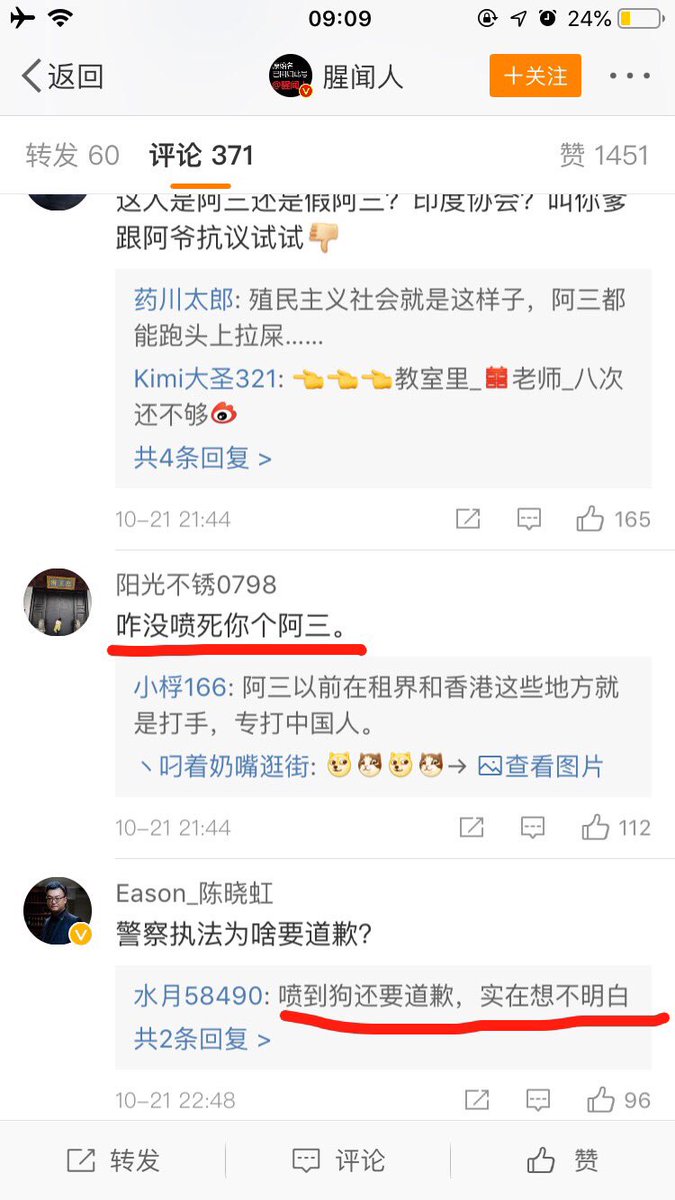 09:09
24%
返回
腥闻人
+关注
转发 60
评论 371
赞 1451
这人是阿三还是假阿三？印度协会？叫你爹
跟阿爷抗议试试👎
药川太郎: 殖民主义社会就是这样子，阿三都
能跑头上拉屎……
Kimi大圣321: 👈👈👈教室里_囍老师_八次
还不够
共4条回复 >
10-21 21:44
165
阳光不锈0798
咋没喷死你个阿三。
小桴166: 阿三以前在租界和香港这些地方就
是打手，专打中国人。
丶叼着奶嘴逛街: →查看图片
10-21 21:44
112
Eason_陈晓虹
警察执法为啥要道歉？
水月58490: 喷到狗还要道歉，实在想不明白
共2条回复 >
10-21 22:48
96
转发
评论
赞